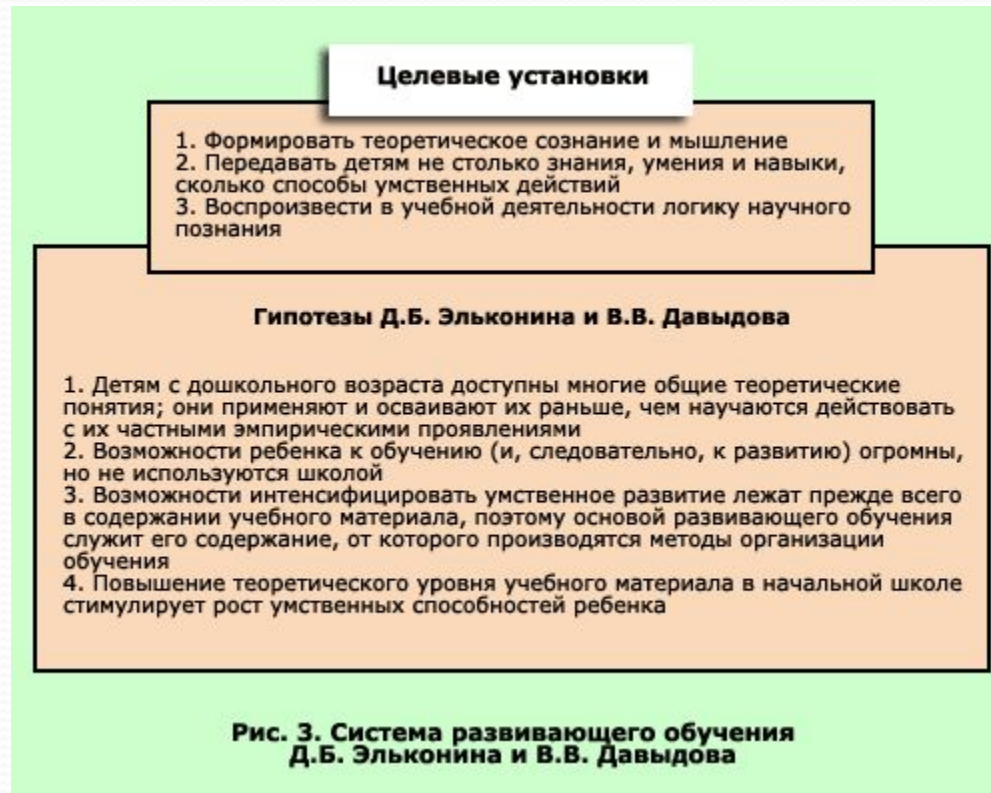 Целевые установки
1. Формировать теоретическое сознание и мышление
2. Передавать детям не столько знания, умения и навыки,
сколько способы умственных действий
3. Воспроизвести в учебной деятельности логику научного
познания
Гипотезы Д.Б. Эльконина и В.В. Давыдова
1. Детям с дошкольного возраста доступны многие общие теоретические
понятия; они применяют и осваивают их раньше, чем научаются действовать
с их частными эмпирическими проявлениями
2. Возможности ребенка к обучению (и, следовательно, к развитию) огромны,
но не используются школой
3. Возможности интенсифицировать умственное развитие лежат прежде всего
в содержании учебного материала, поэтому основой развивающего обучения
служит его содержание, от которого производятся методы организации
обучения
4. Повышение теоретического уровня учебного материала в начальной школе
стимулирует рост умственных способностей ребенка
Рис. 3. Система развивающего обучения
Д.Б. Эльконина и В.В. Давыдова